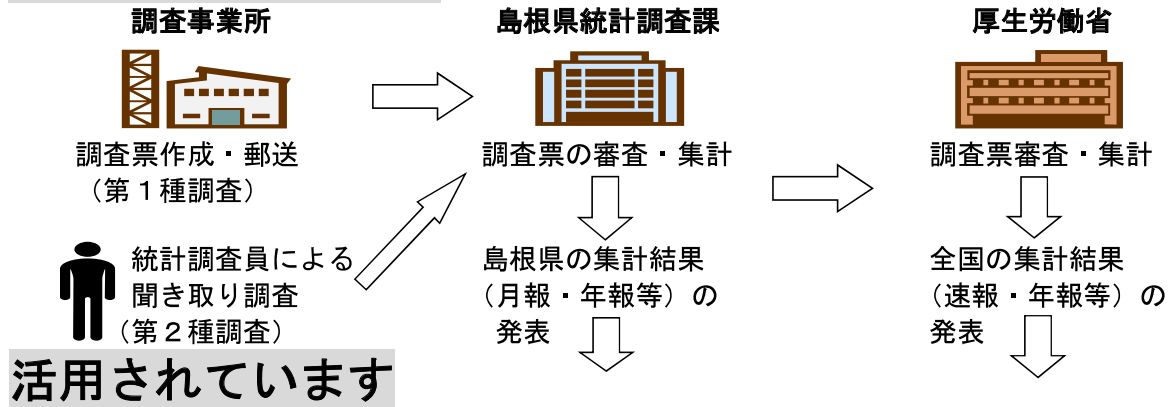 調査事業所
調査票作成・郵送
(第1種調査)
統計調査員による
聞き取り調査
(第2種調査)
島根県統計調査課
調査票の審査・集計
島根県の集計結果
(月報・年報等)の
発表
厚生労働省
調査票審査・集計
全国の集計結果
(速報・年報等)の
発表
活用されています